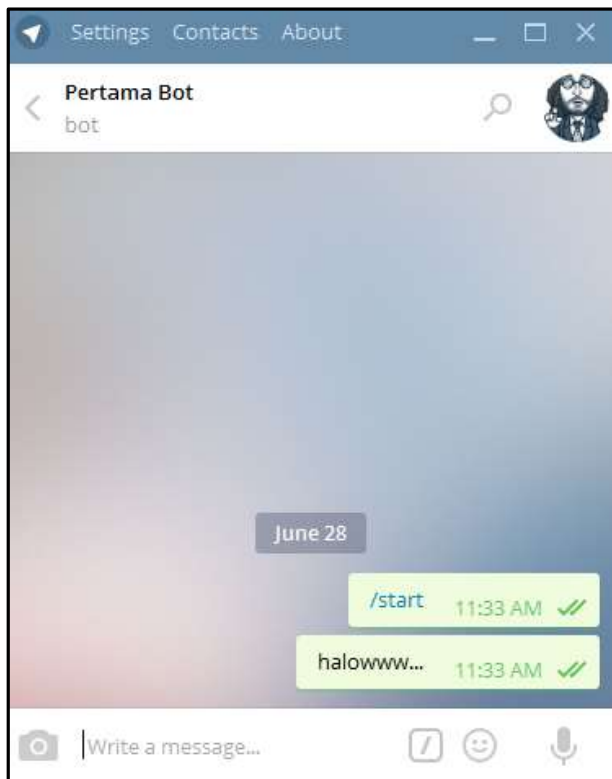 Settings Contacts About
Pertama Bot
bot
June 28
/start 11:33 AM
halowww... 11:33 AM
Write a message...